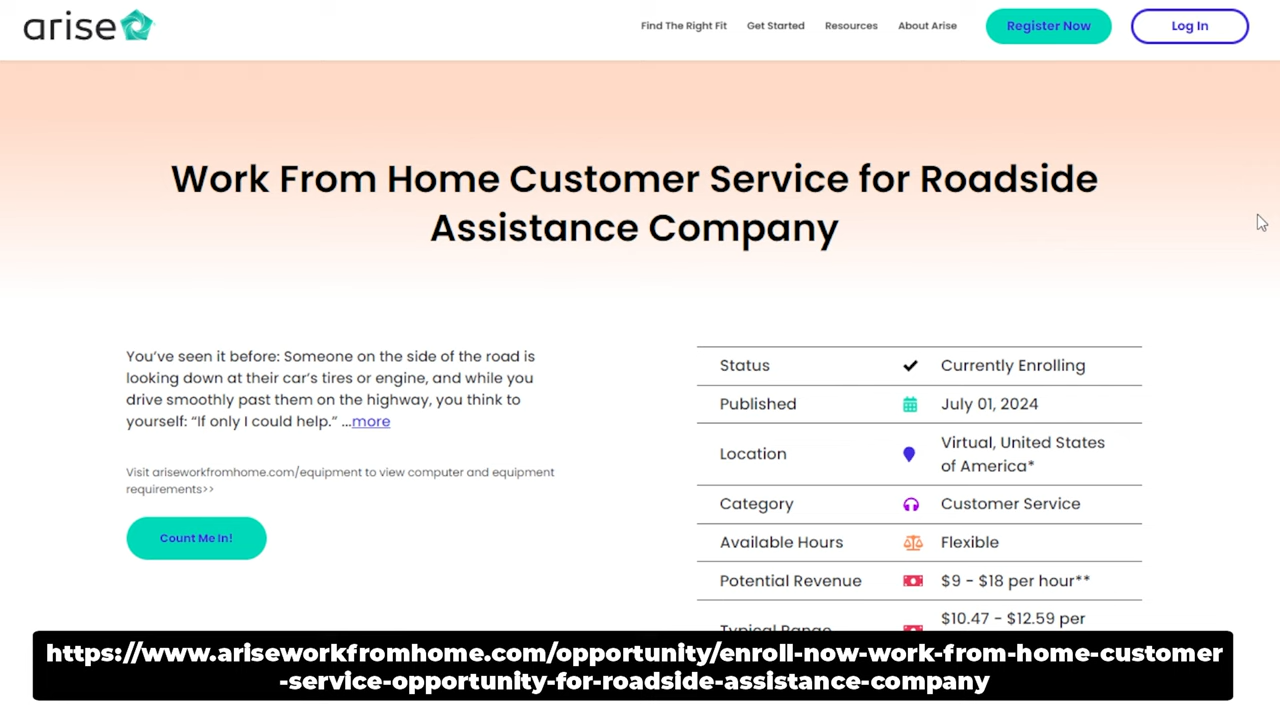 arise
Find The Right Fit
Get Started
Resources
About Arise
Register Now
Log In
Work From Home Customer Service for Roadside
Assistance Company
You've seen it before: Someone on the side of the road is
looking down at their car's tires or engine, and while you
drive smoothly past them on the highway, you think to
yourself: "If only I could help." ...more
Visit ariseworkfromhome.com/equipment to view computer and equipment
requirements>>
Count Me In!
Status Currently Enrolling
Published July 01, 2024
Location Virtual, United States
of America*
Category Customer Service
Available Hours Flexible
Potential Revenue $9 - $18 per hour**
Typical Range $10.47 - $12.59 per
https://www.ariseworkfromhome.com/opportunity/enroll-now-work-from-home-customer
-service-opportunity-for-roadside-assistance-company